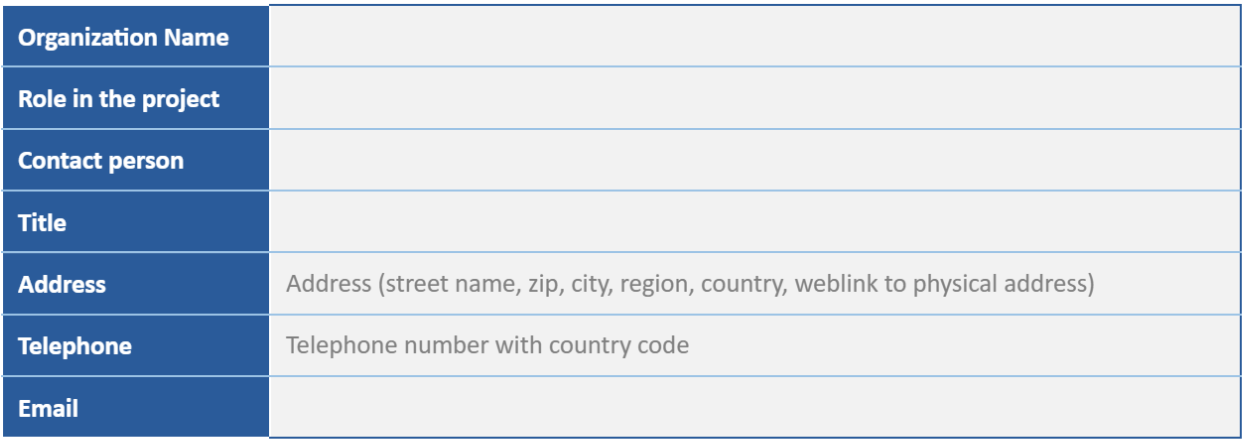 Organization Name
Role in the project
Contact person
Title
Address Address (street name, zip, city, region, country, weblink to physical address)
Telephone Telephone number with country code
Email